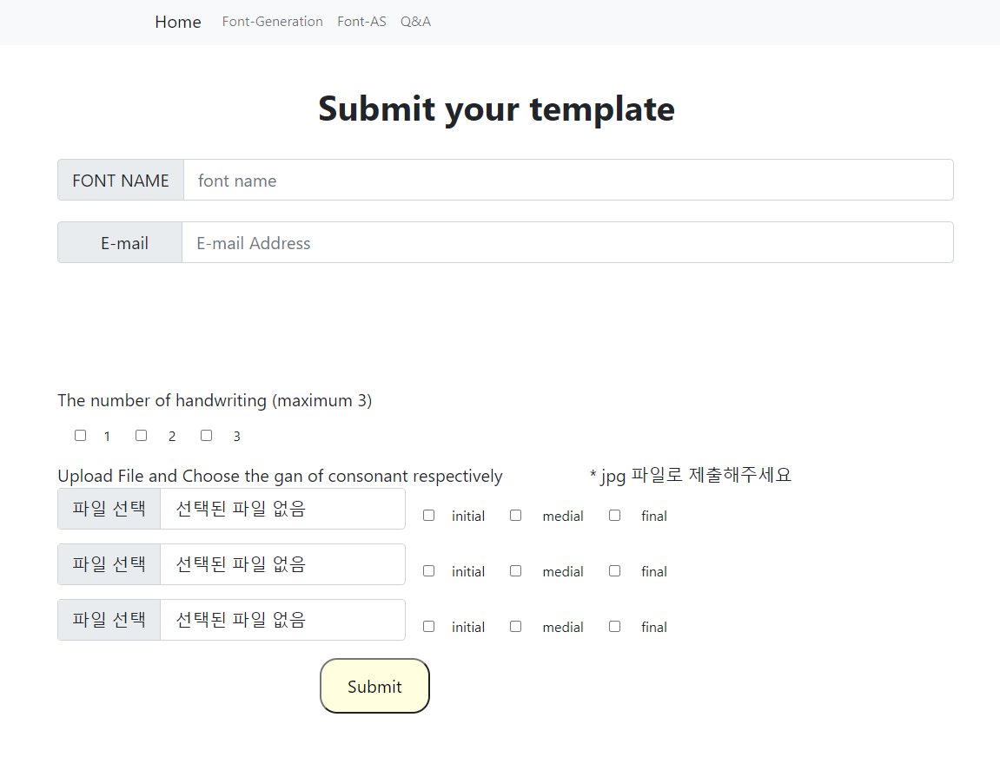 Home Font-Generation Font-AS Q&A
Submit your template
FONT NAME font name
E-mail E-mail Address
The number of handwriting (maximum 3)
1 2 3
Upload File and Choose the gan of consonant respectively * jpg 파일로 제출해주세요
파일 선택 선택된 파일 없음 initial medial final
파일 선택 선택된 파일 없음 initial medial final
파일 선택 선택된 파일 없음 initial medial final
Submit